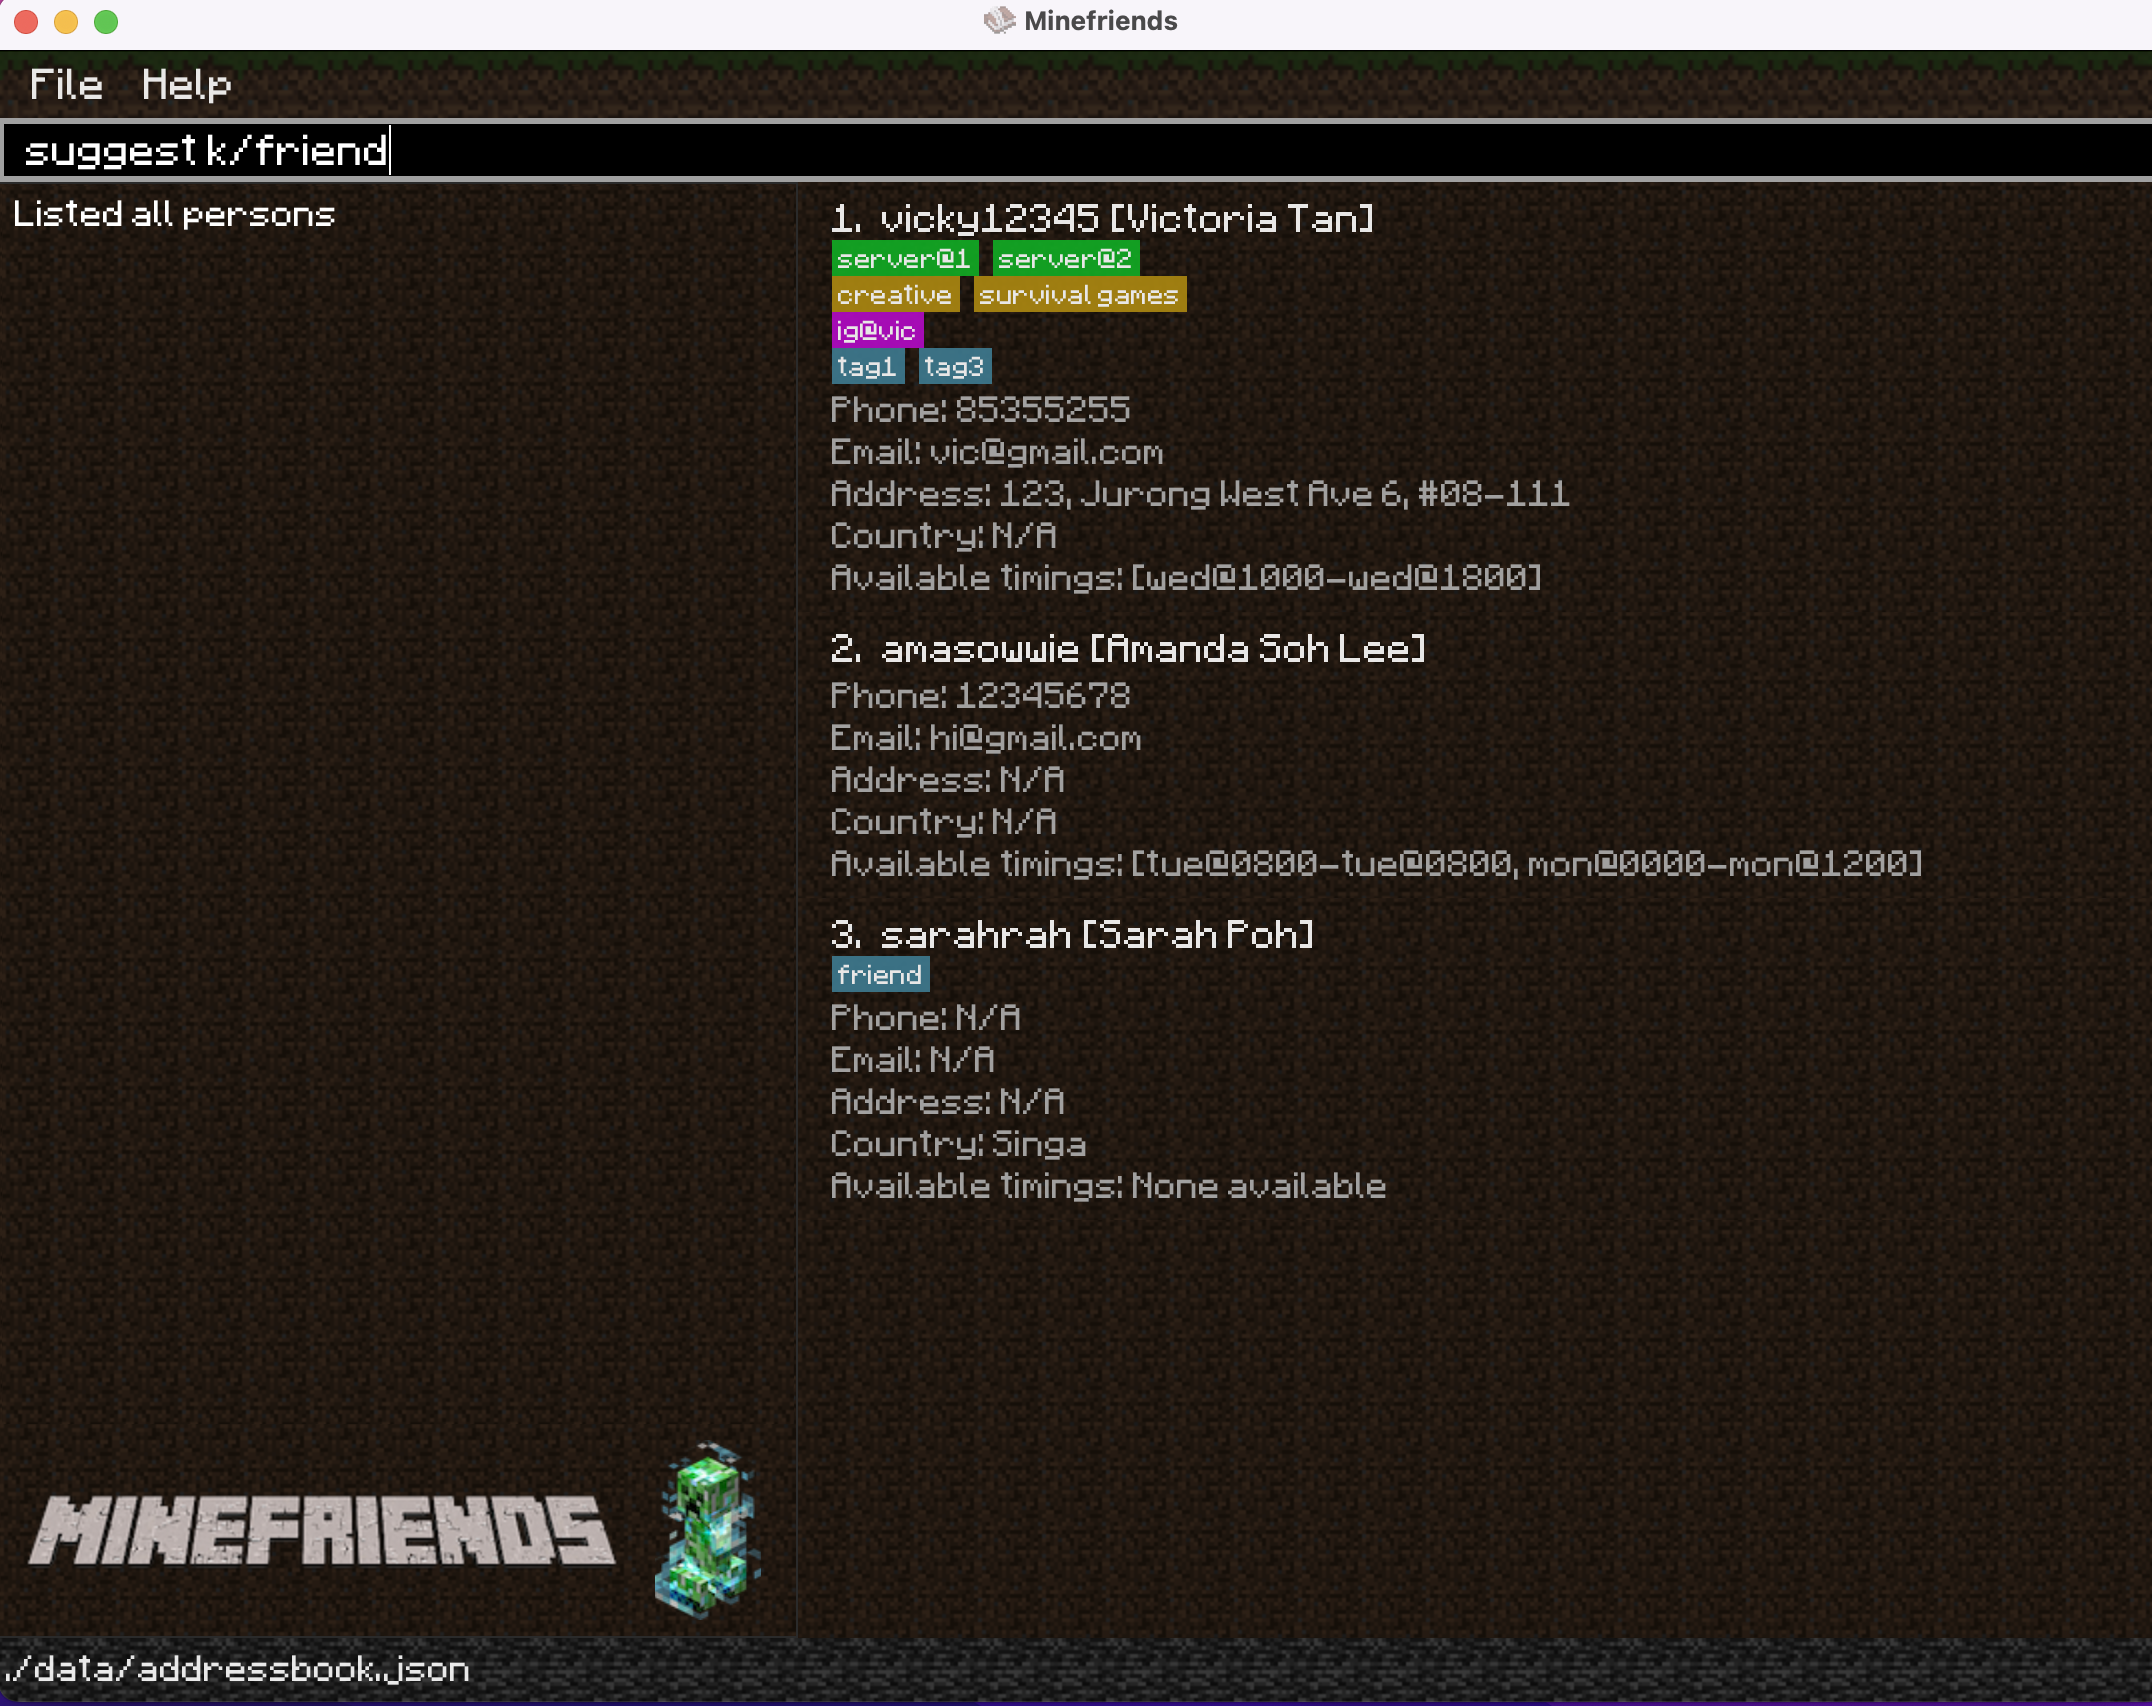 Minefriends
File Help
suggest k/friend
Listed all persons
1. vicky12345 [Victoria Tan]
server@1 server@2
creative survival games
ig@vic
tag1 tag3
Phone: 85355255
Email: vic@gmail.com
Address: 123, Jurong West Ave 6, #08-111
Country: N/A
Available timings: [wed@1000-wed@1800]
2. amasowwie [Amanda Soh Lee]
Phone: 12345678
Email: hi@gmail.com
Address: N/A
Country: N/A
Available timings: [tue@0800-tue@0800, mon@0000-mon@1200]
3. sarahrah [Sarah Poh]
friend
Phone: N/A
Email: N/A
Address: N/A
Country: Singa
Available timings: None available
MINEFRIENDS
./data/addressbook.json